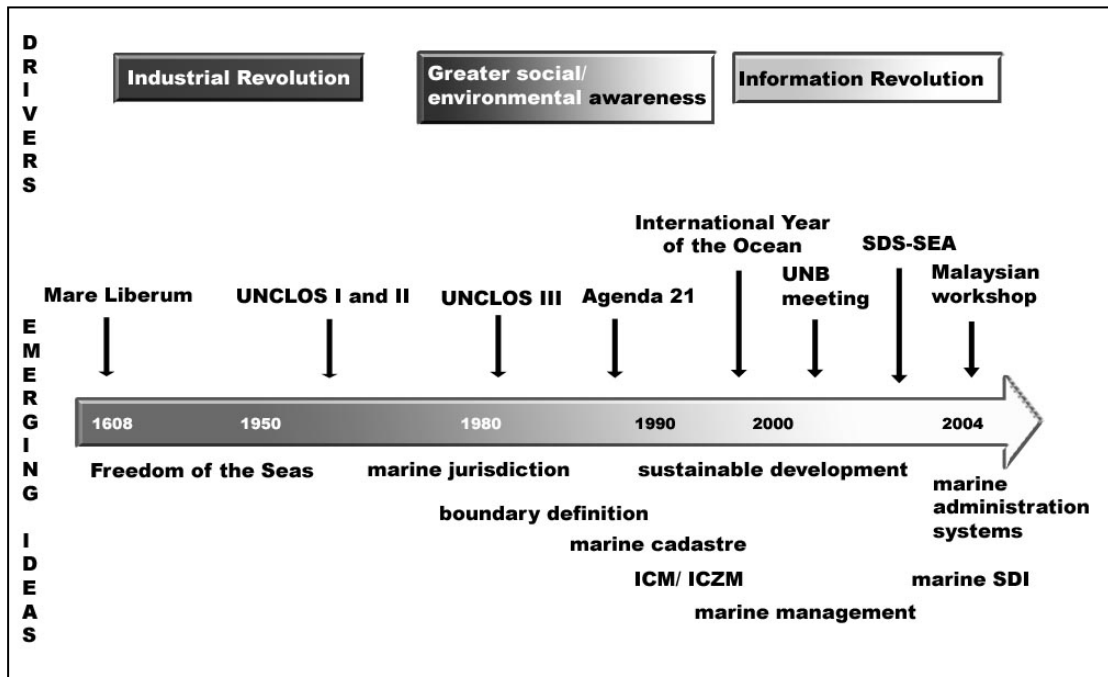 DRIVERS
Industrial Revolution
Greater social/
environmental awareness
Information Revolution
EMERGING IDEAS
International Year
of the Ocean
SDS-SEA
Mare Liberum
UNCLOS I and II
UNCLOS III
Agenda 21
UNB
meeting
Malaysian
workshop
1608
1950
1980
1990
2000
2004
Freedom of the Seas
marine jurisdiction
sustainable development
marine
administration
systems
boundary definition
marine cadastre
ICM/ ICZM
marine SDI
marine management